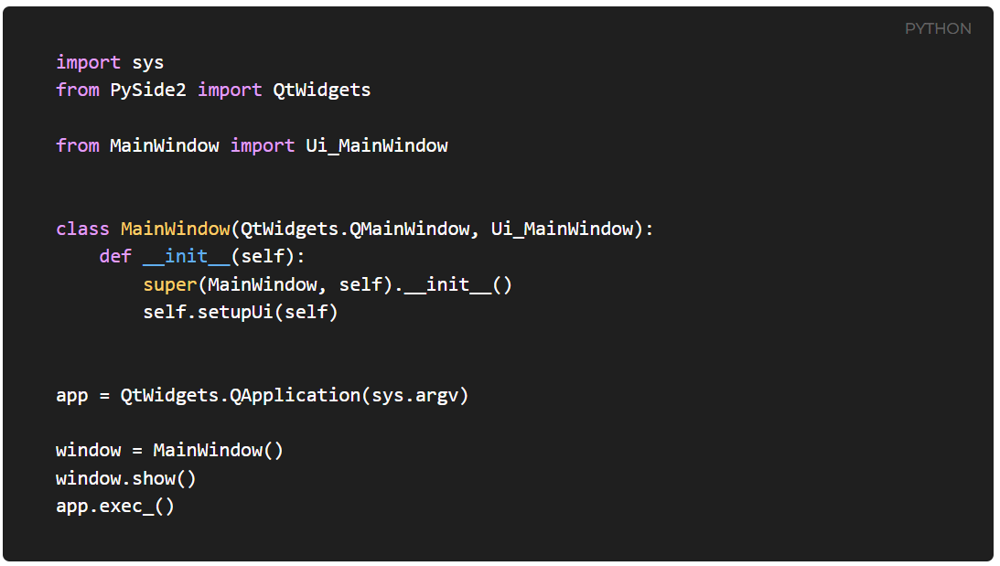 PYTHON
import sys
from PySide2 import QtWidgets
from MainWindow import Ui_MainWindow
class MainWindow(QtWidgets.QMainWindow, Ui_MainWindow):
    def __init__(self):
        super(MainWindow, self).__init__()
        self.setupUi(self)
app = QtWidgets.QApplication(sys.argv)
window = MainWindow()
window.show()
app.exec_()